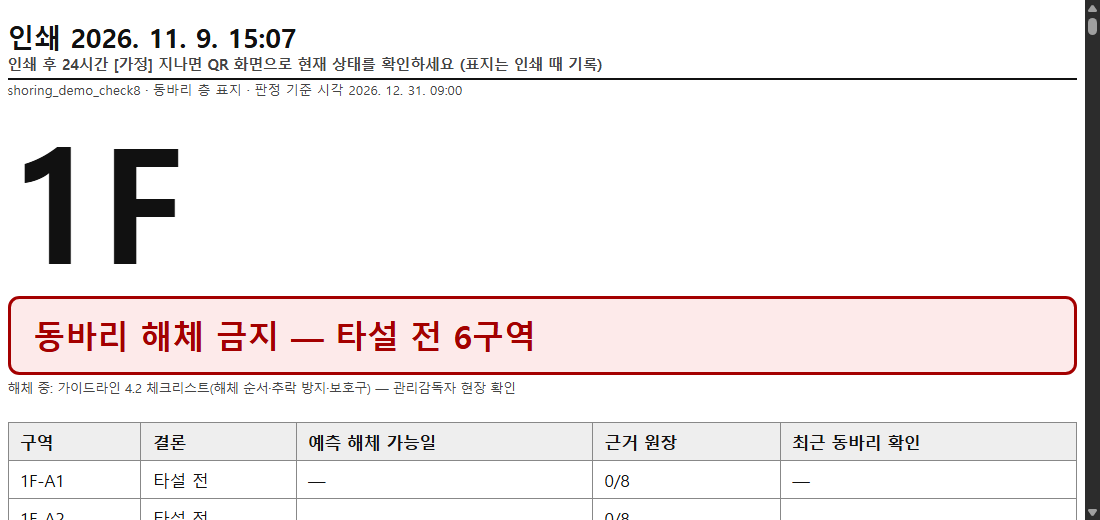 인쇄 2026. 11. 9. 15:07
인쇄 후 24시간 [가정] 지나면 QR 화면으로 현재 상태를 확인하세요 (표지는 인쇄 때 기록)
shoring_demo_check8 · 동바리 층 표지 · 판정 기준 시각 2026. 12. 31. 09:00
1F
동바리 해체 금지 — 타설 전 6구역
해체 중: 가이드라인 4.2 체크리스트(해체 순서·추락 방지·보호구) — 관리감독자 현장 확인
구역 결론 예측 해체 가능일 근거 원장 최근 동바리 확인
1F-A1 타설 전 — 0/8 —
1F-A2 타설 전 0/8